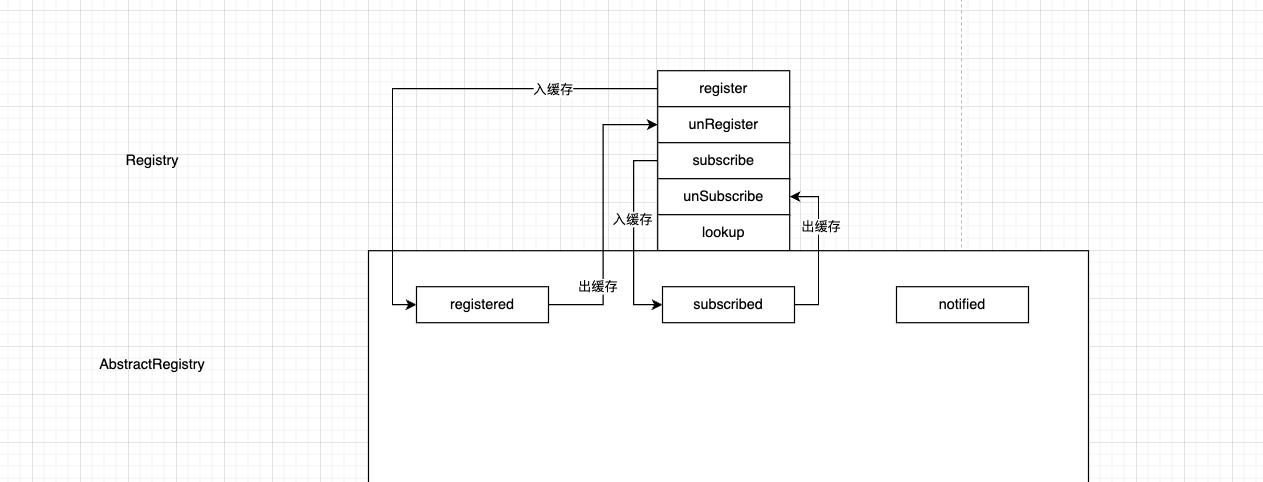 register
入缓存
unRegister
Registry
subscribe
unSubscribe
入缓存
出缓存
lookup
出缓存
registered
subscribed
notified
AbstractRegistry